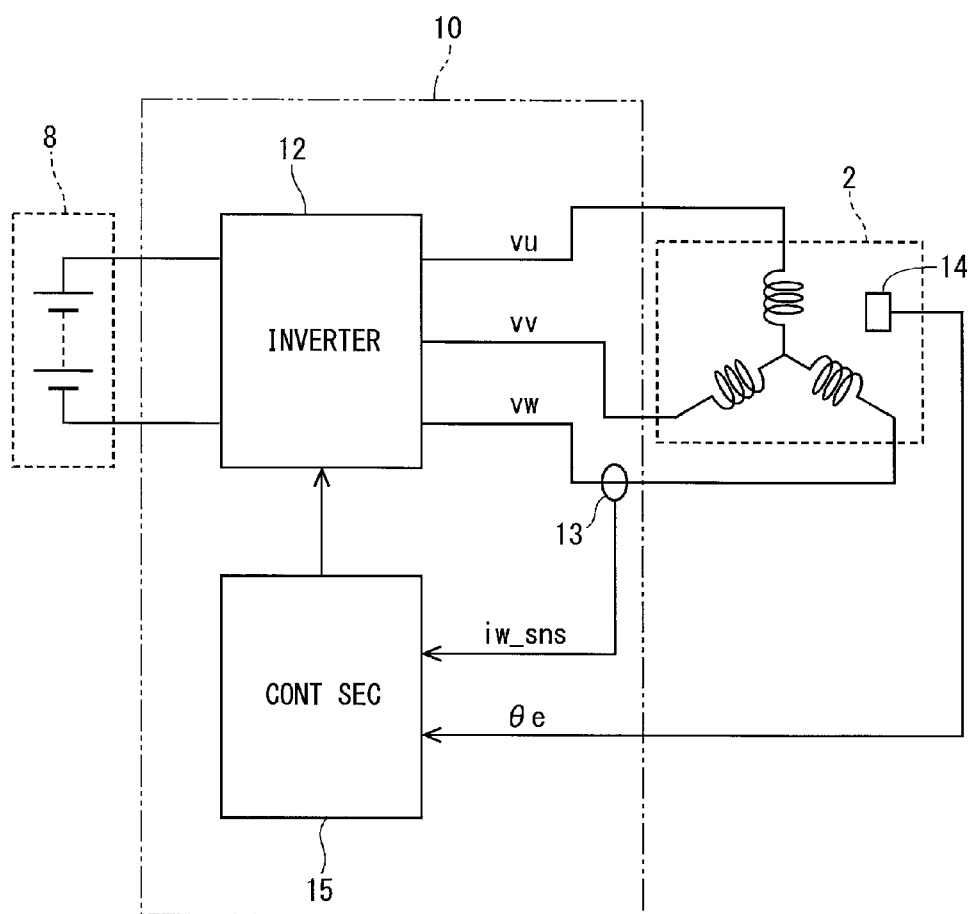 10
8
12
2
vu
14
INVERTER
vv
vw
13
iw_sns
CONT SEC
θe
15